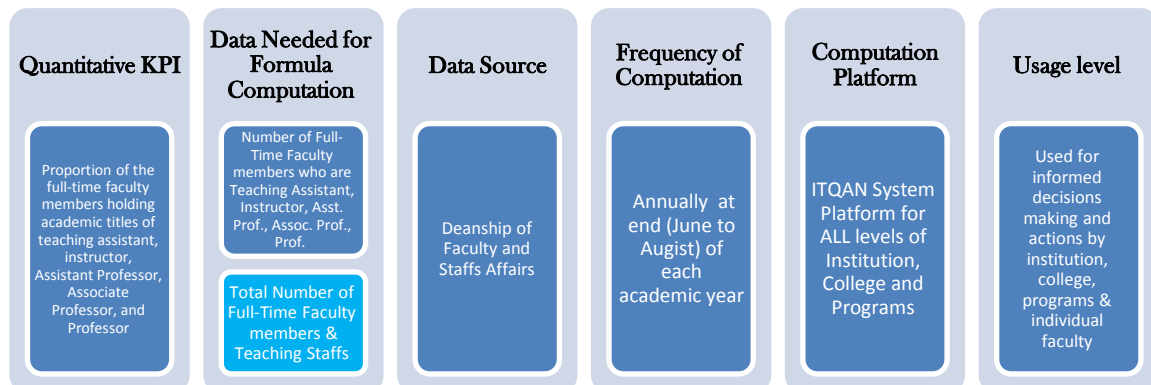 Quantitative KPI
Proportion of the
full-time faculty
members holding
academic titles of
teaching assistant,
instructor,
Assistant Professor,
Associate
Professor, and
Professor
Data Needed for
Formula
Computation
Number of Full-
Time Faculty
members who are
Teaching Assistant,
Instructor, Asst.
Prof., Assoc. Prof.,
Prof.
Total Number of
Full-Time Faculty
members &
Teaching Staffs
Data Source
Deanship of
Faculty and
Staffs Affairs
Frequency of
Computation
Annually at
end (June to
Augist) of
each
academic year
Computation
Platform
ITQAN System
Platform for
ALL levels of
Institution,
College and
Programs
Usage level
Used for
informed
decisions
making and
actions by
institution,
college,
programs &
individual
faculty